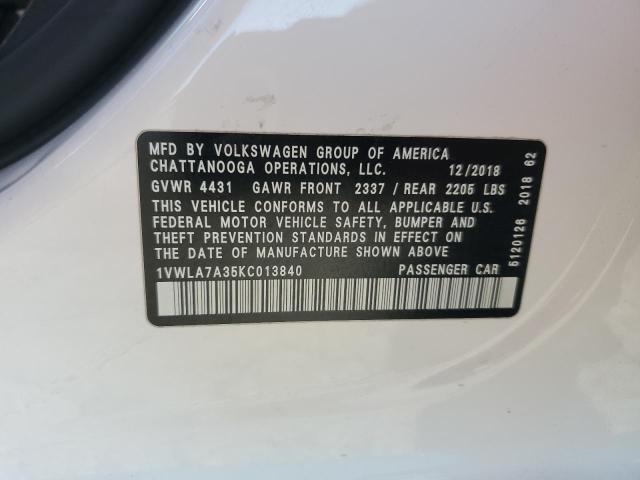 MFD BY VOLKSWAGEN GROUP OF AMERICA
CHATTANOOGA OPERATIONS, LLC. 12/2018
GVWR 4431 GAWR FRONT 2337 / REAR 2205 LBS
THIS VEHICLE CONFORMS TO ALL APPLICABLE U.S.
FEDERAL MOTOR VEHICLE SAFETY, BUMPER AND
THEFT PREVENTION STANDARDS IN EFFECT ON
THE DATE OF MANUFACTURE SHOWN ABOVE
1VWLA7A35KC013840 PASSENGER CAR
5120126 2018 62